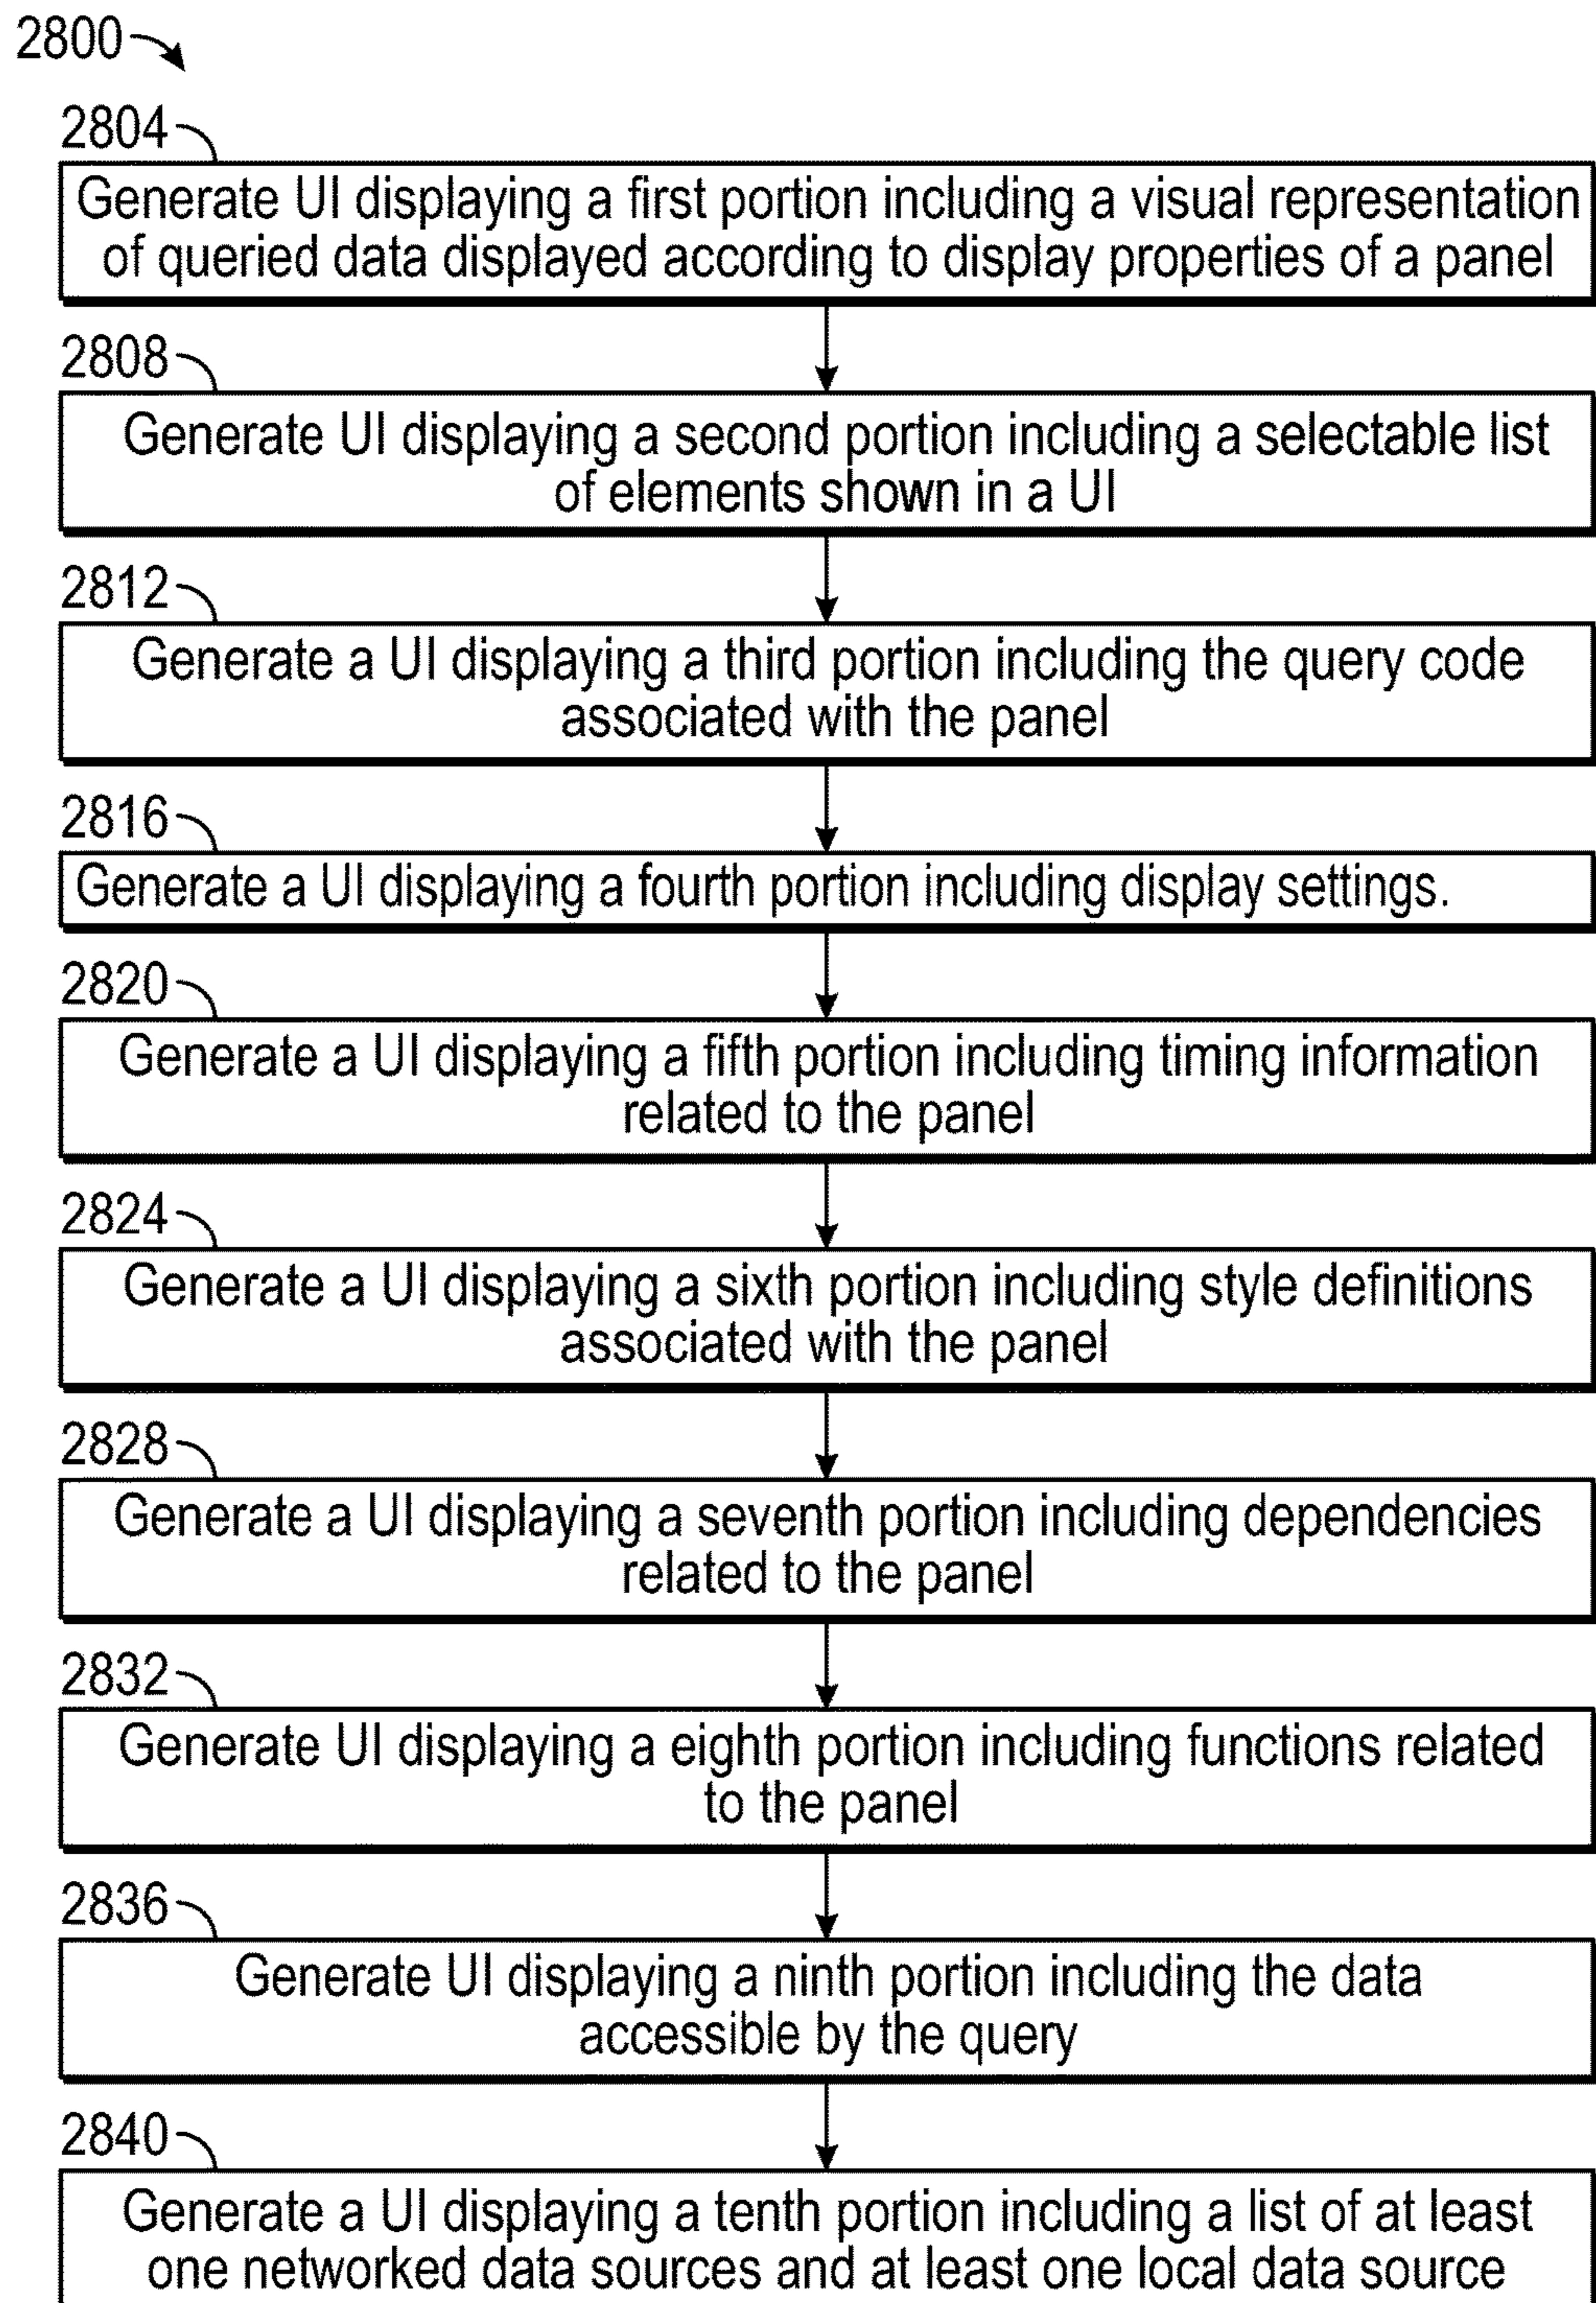 2800
2804
Generate UI displaying a first portion including a visual representation
of queried data displayed according to display properties of a panel
2808
Generate UI displaying a second portion including a selectable list
of elements shown in a UI
2812
Generate a UI displaying a third portion including the query code
associated with the panel
2816
Generate a UI displaying a fourth portion including display settings.
2820
Generate a UI displaying a fifth portion including timing information
related to the panel
2824
Generate a UI displaying a sixth portion including style definitions
associated with the panel
2828
Generate a UI displaying a seventh portion including dependencies
related to the panel
2832
Generate UI displaying a eighth portion including functions related
to the panel
2836
Generate UI displaying a ninth portion including the data
accessible by the query
2840
Generate a UI displaying a tenth portion including a list of at least
one networked data sources and at least one local data source